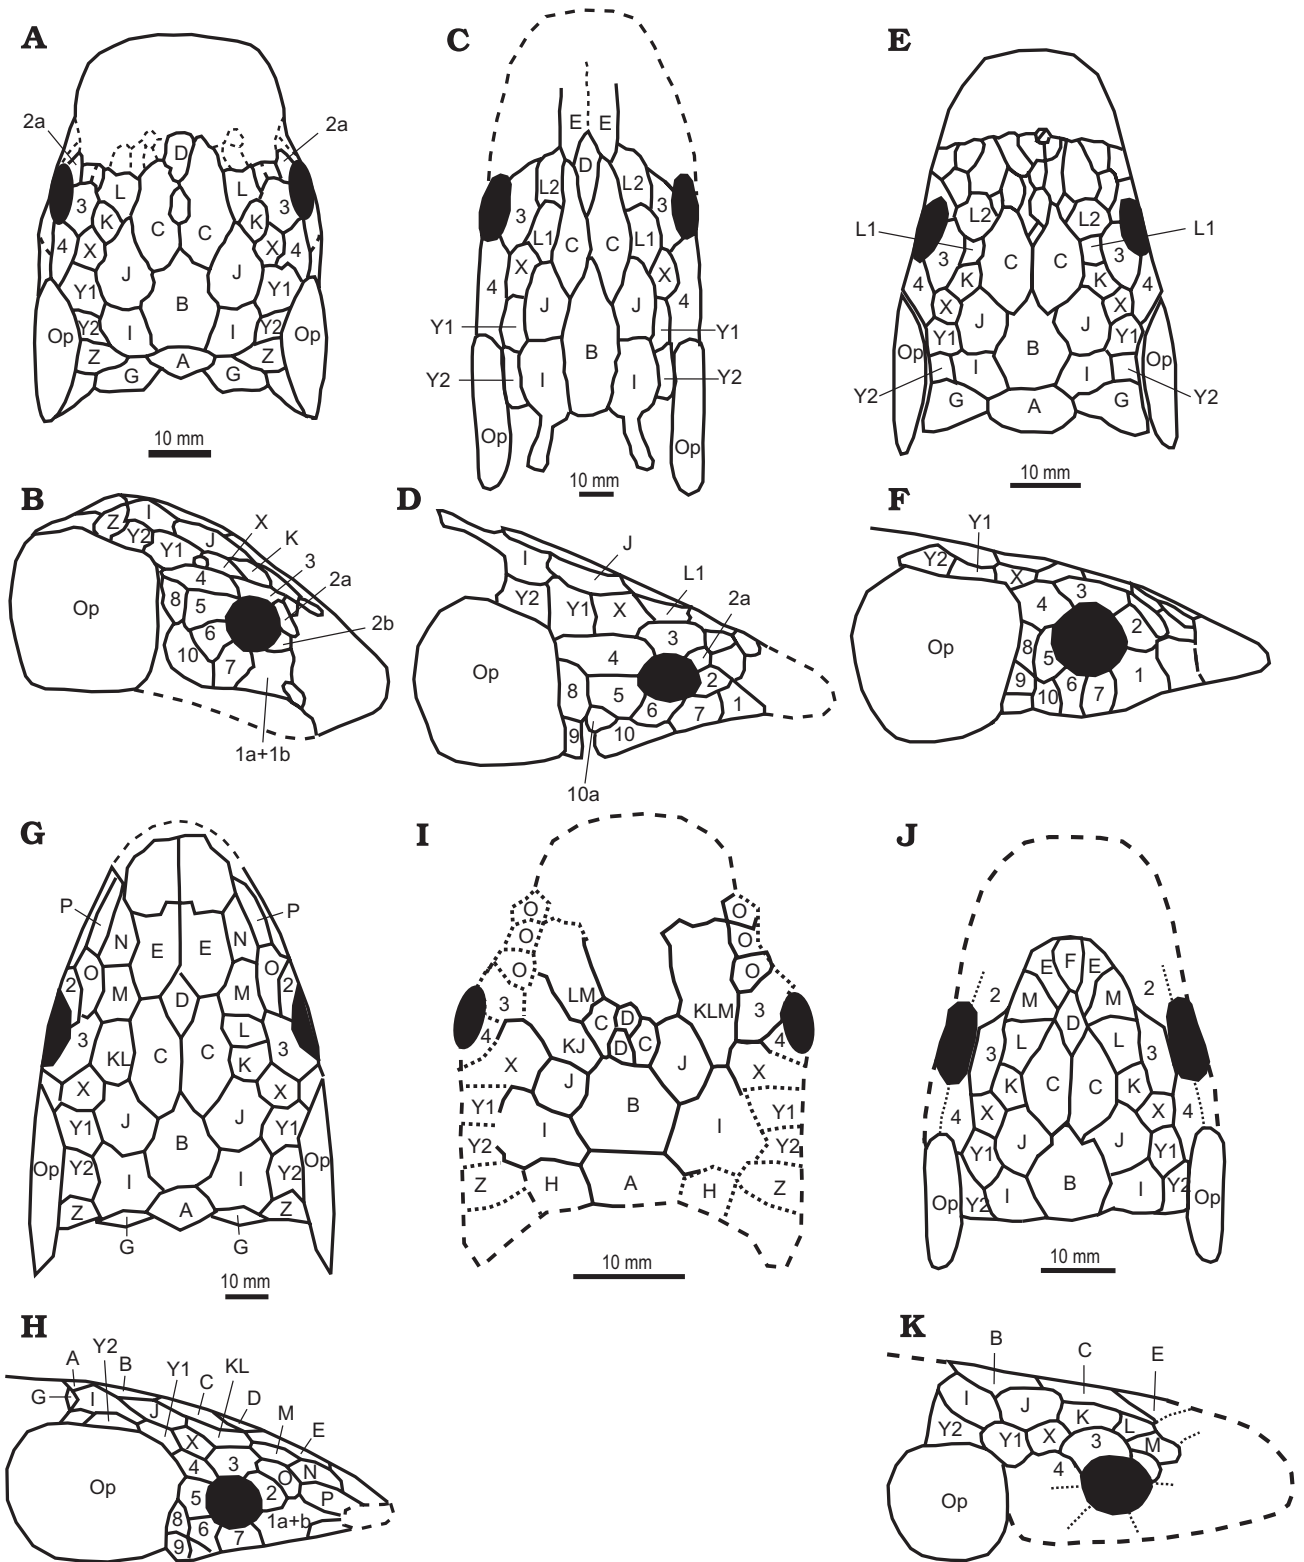 A
2a
2a
D
L
L
3
3
K
K
C
C
4
X
X
4
J
J
Y1
Y1
B
Op
Y2
I
I
Y2
Op
Z
A
Z
G
G
10 mm
C
E
E
D
L2
L2
3
3
L1
L1
C
C
X
X
4
4
J
J
Y1
Y1
B
Y2
I
I
Y2
Op
Op
10 mm
E
L2
L2
L1
L1
3
3
C
C
K
K
4
4
X
X
J
J
Y1
Y1
B
Op
Op
I
I
Y2
Y2
G
A
G
10 mm
B
Z
I
X
Y2
J
K
Y1
3
4
2a
Op
8
5
2b
6
10
7
1a+1b
D
J
I
L1
Y2
Y1
X
2a
3
4
Op
8
5
2
6
7
1
9
10
10a
F
Y1
Y2
X
3
4
2
Op
8
5
1
9
10
6
7
G
P
P
N
E
E
N
O
O
2
2
M
D
M
L
3
3
KL
C
C
K
X
X
J
J
Y1
Y1
B
Op
Y2
Y2
Op
I
I
Z
A
Z
G
G
10 mm
I
O
O
O
O
O
O
3
LM
KLM
3
C
D
4
4
KJ
D
C
X
J
J
X
B
Y1
Y1
I
I
Y2
Y2
Z
H
A
H
Z
10 mm
J
E
F
E
2
2
M
M
D
L
L
3
3
K
C
C
K
4
X
X
4
J
J
Y1
Y1
B
I
I
Y2
Y2
Op
Op
10 mm
H
Y2
A
B
Y1
KL
C
D
G
I
J
M
E
X
4
3
O
N
Op
5
2
P
8
6
1a+b
7
9
K
B
C
E
I
J
K
L
Y2
Y1
X
3
M
4
Op